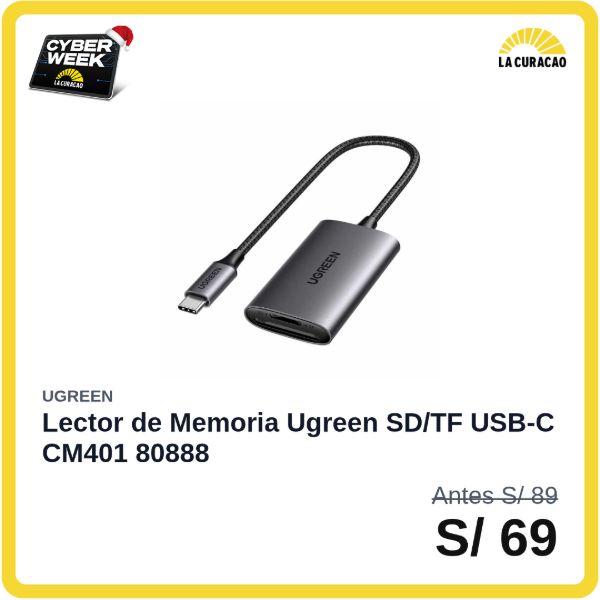 CYBER
WEEK
LA CURACAO
LA CURACAO
UGREEN
UGREEN
UGREEN
Lector de Memoria Ugreen SD/TF USB-C
CM401 80888
Antes S/ 89
S/ 69